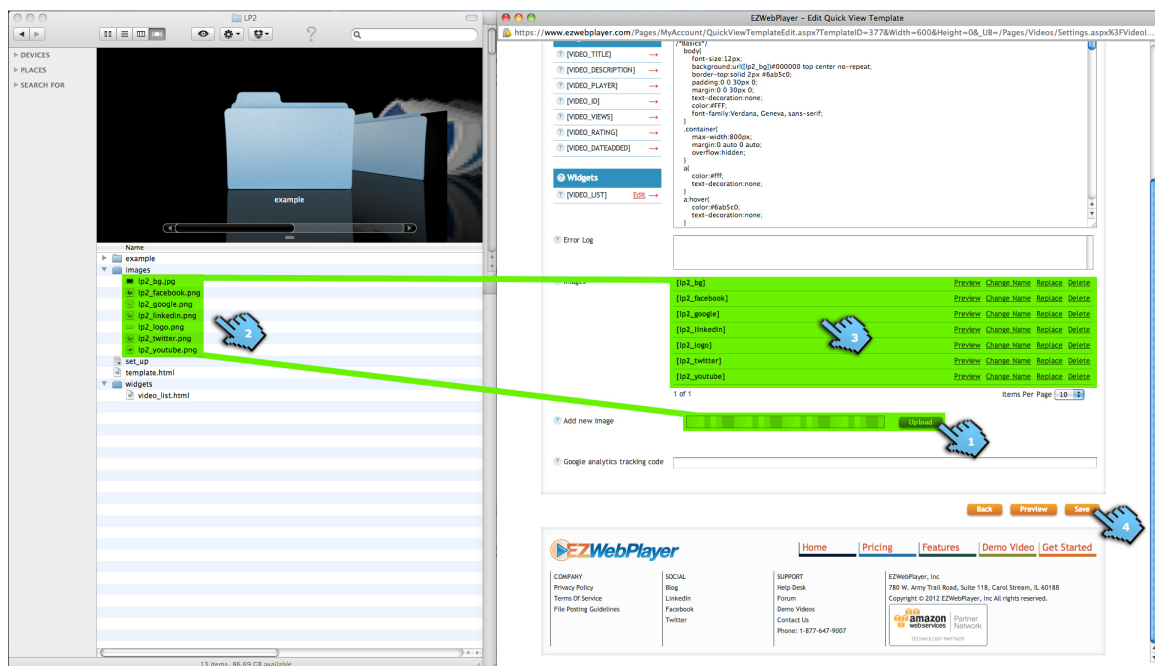 LP2
Q
▶ DEVICES
▶ PLACES
▶ SEARCH FOR
example
Name
example
images
lp2_bg.jpg
lp2_facebook.png
lp2_google.png
lp2_linkedin.png
lp2_logo.png
lp2_twitter.png
lp2_youtube.png
set_up
template.html
widgets
video_list.html
2
13 items, 86.69 GB available
EZWebPlayer – Edit Quick View Template
https://www.ezwebplayer.com/Pages/MyAccount/QuickViewTemplateEdit.aspx?TemplateID=377&Width=600&Height=0&_UB=/Pages/Videos/Settings.aspx%3FVideoI...
[VIDEO_TITLE]
[VIDEO_DESCRIPTION]
[VIDEO_PLAYER]
[VIDEO_ID]
[VIDEO_VIEWS]
[VIDEO_RATING]
[VIDEO_DATEADDED]
Widgets
[VIDEO_LIST] Edit
/*Basics*/
body{
font-size:12px;
background:url([lp2_bg])#000000 top center no-repeat;
border-top:solid 2px #6ab5c0;
padding:0 0 30px 0;
margin:0 0 30px 0;
text-decoration:none;
color:#FFF;
font-family:Verdana, Geneva, sans-serif;
}
.container{
max-width:800px;
margin:0 auto 0 auto;
overflow:hidden;
}
a{
color:#fff;
text-decoration:none;
}
a:hover{
color:#6ab5c0;
text-decoration:none;
}
Error Log
Images
[lp2_bg] Preview Change Name Replace Delete
[lp2_facebook] Preview Change Name Replace Delete
[lp2_google] Preview Change Name Replace Delete
[lp2_linkedin] Preview Change Name Replace Delete
[lp2_logo] Preview Change Name Replace Delete
[lp2_twitter] Preview Change Name Replace Delete
[lp2_youtube] Preview Change Name Replace Delete
3
1 of 1 Items Per Page 10
Add new image Upload
1
Google analytics tracking code
Back Preview Save
4
EZWebPlayer
Home Pricing Features Demo Video Get Started
COMPANY
Privacy Policy
Terms Of Service
File Posting Guidelines
SOCIAL
Blog
LinkedIn
Facebook
Twitter
SUPPORT
Help Desk
Forum
Demo Videos
Contact Us
Phone: 1-877-647-9007
EZWebPlayer, Inc
780 W. Army Trail Road, Suite 118, Carol Stream, IL 60188
Copyright © 2012 EZWebPlayer, Inc All rights reserved.
amazon webservices Partner Network
TECHNOLOGY PARTNER